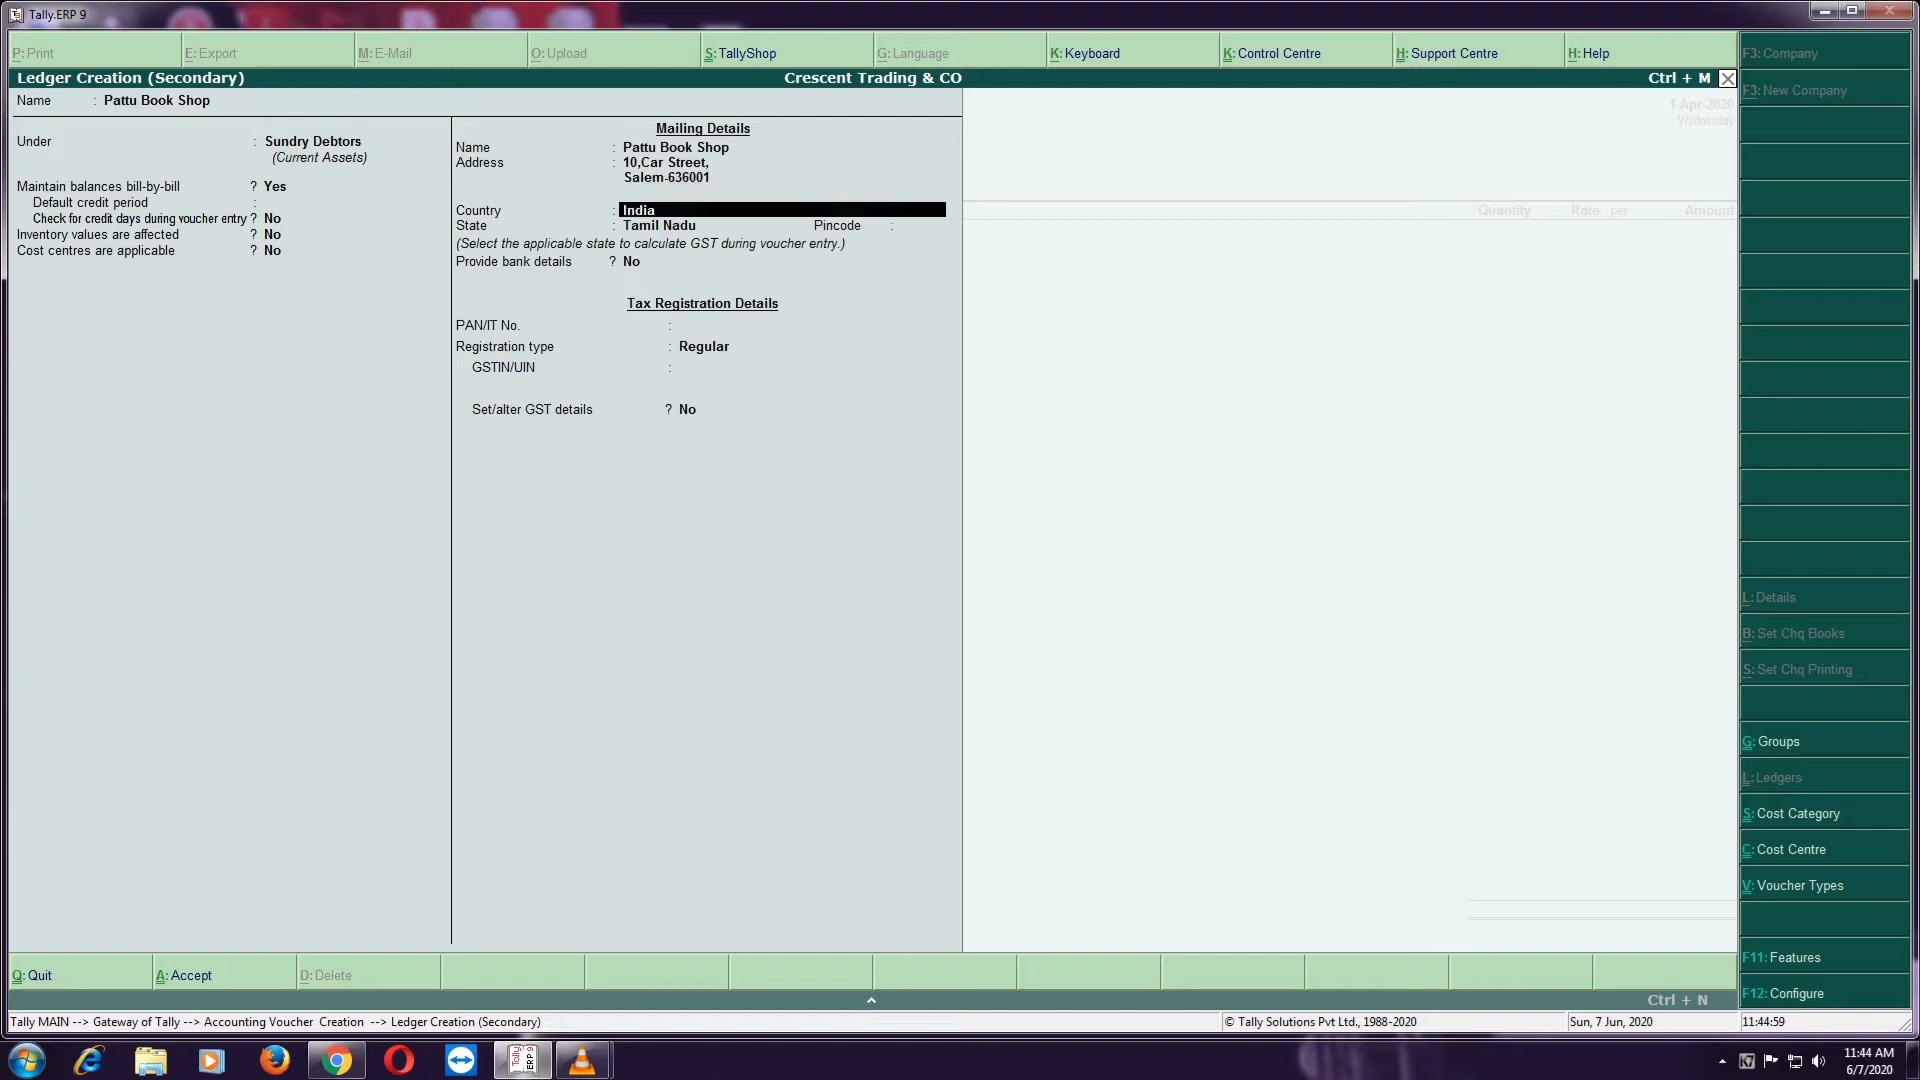 Tally.ERP 9
P: Print
E: Export
M: E-Mail
O: Upload
S: TallyShop
G: Language
K: Keyboard
K: Control Centre
H: Support Centre
H: Help
F3: Company
Ledger Creation (Secondary)
Crescent Trading & CO
Ctrl + M
F3: New Company
Name : Pattu Book Shop
1-Apr-2020
Wednesday
Under : Sundry Debtors
(Current Assets)
Maintain balances bill-by-bill ? Yes
Default credit period :
Check for credit days during voucher entry ? No
Inventory values are affected ? No
Cost centres are applicable ? No
Mailing Details
Name : Pattu Book Shop
Address : 10,Car Street,
Salem-636001
Country : India
State : Tamil Nadu Pincode :
(Select the applicable state to calculate GST during voucher entry.)
Provide bank details ? No
Tax Registration Details
PAN/IT No. :
Registration type : Regular
GSTIN/UIN :
Set/alter GST details ? No
Quantity Rate per Amount
L: Details
B: Set Chq Books
S: Set Chq Printing
G: Groups
L: Ledgers
S: Cost Category
C: Cost Centre
V: Voucher Types
F11: Features
F12: Configure
Q: Quit
A: Accept
D: Delete
Ctrl + N
Tally MAIN --> Gateway of Tally --> Accounting Voucher Creation --> Ledger Creation (Secondary)
© Tally Solutions Pvt Ltd., 1988-2020
Sun, 7 Jun, 2020
11:44:59
Tally
ERP 9
11:44 AM
6/7/2020